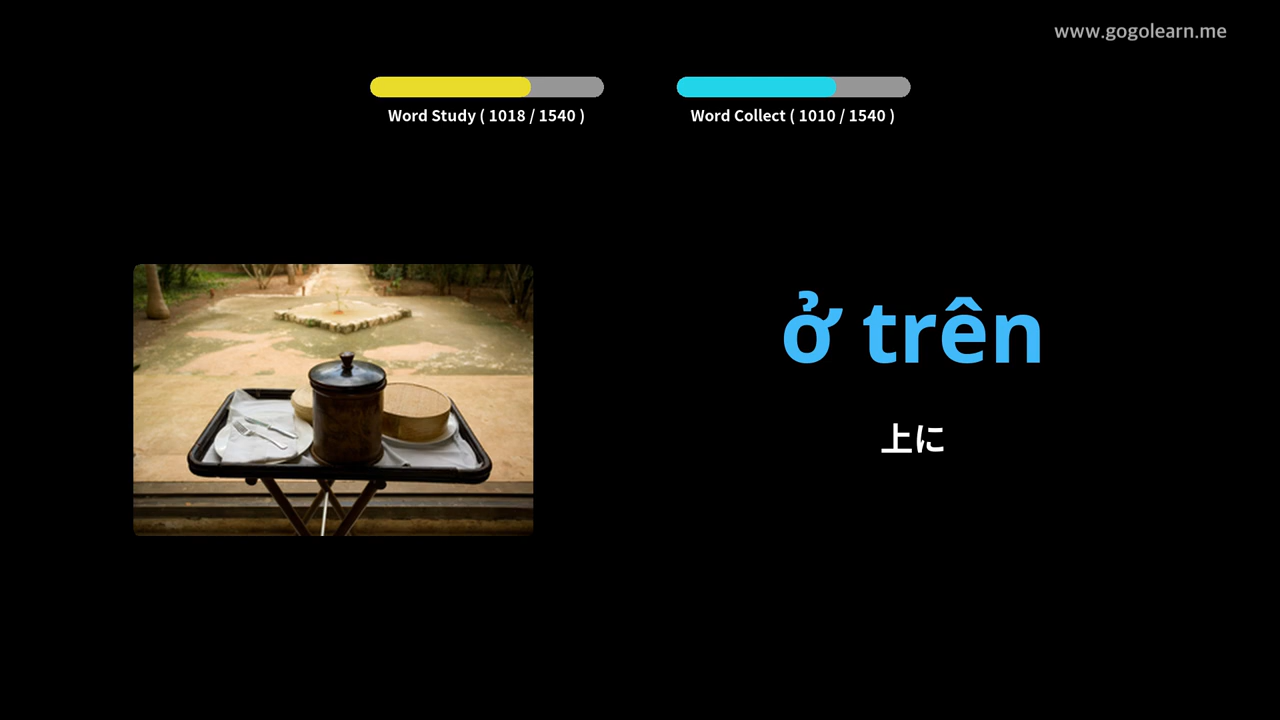 www.gogolearn.me
Word Study ( 1018 / 1540 )
Word Collect ( 1010 / 1540 )
ở trên
上に